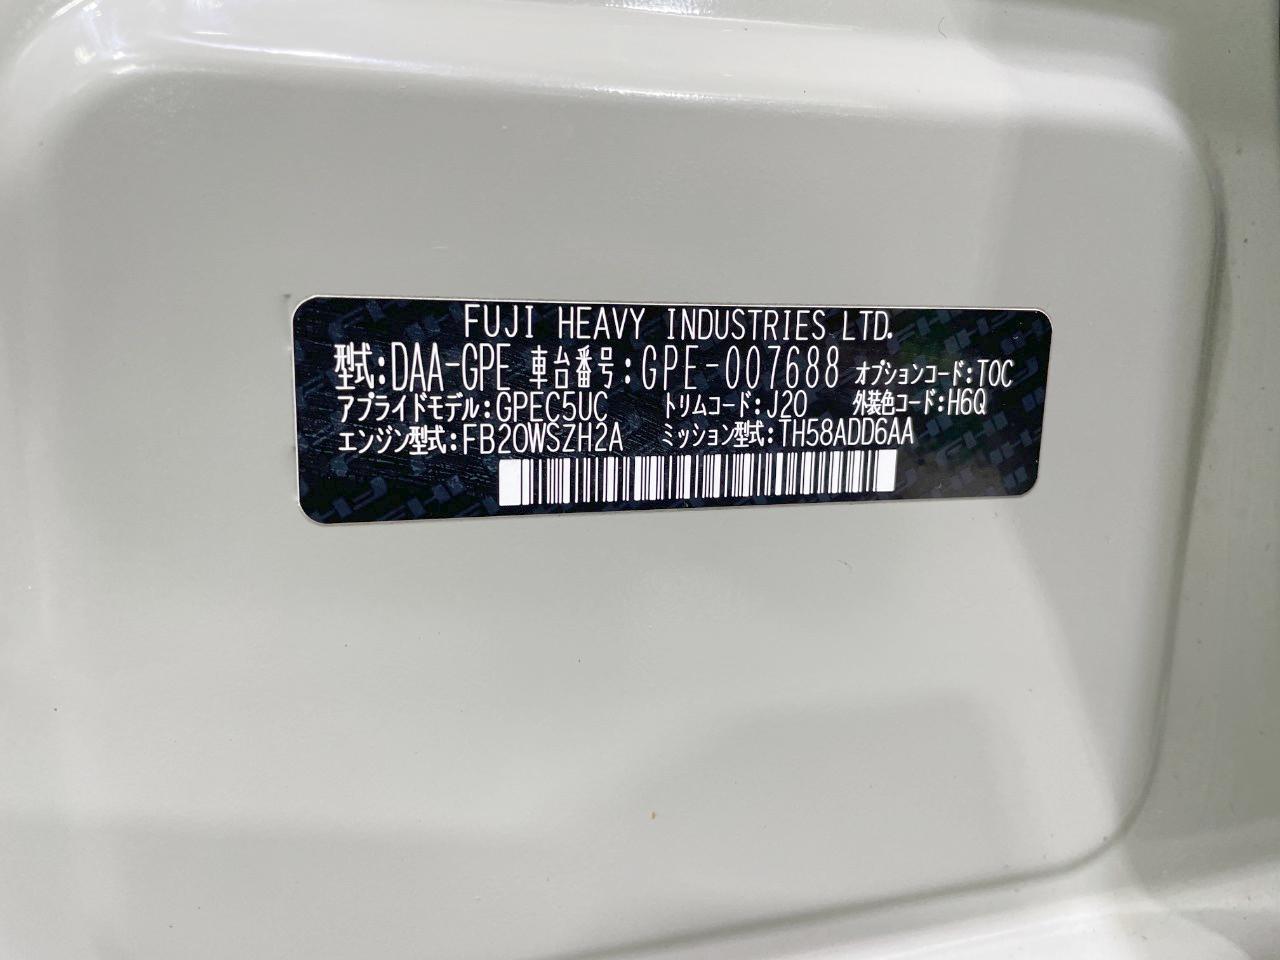 FUJI HEAVY INDUSTRIES LTD.
型式:DAA-GPE 車台番号:GPE-007688 オプションコード:TOC
アプライドモデル:GPEC5UC トリムコード:J20 外装色コード:H6Q
エンジン型式:FB20WSZH2A ミッション型式:TH58ADD6AA